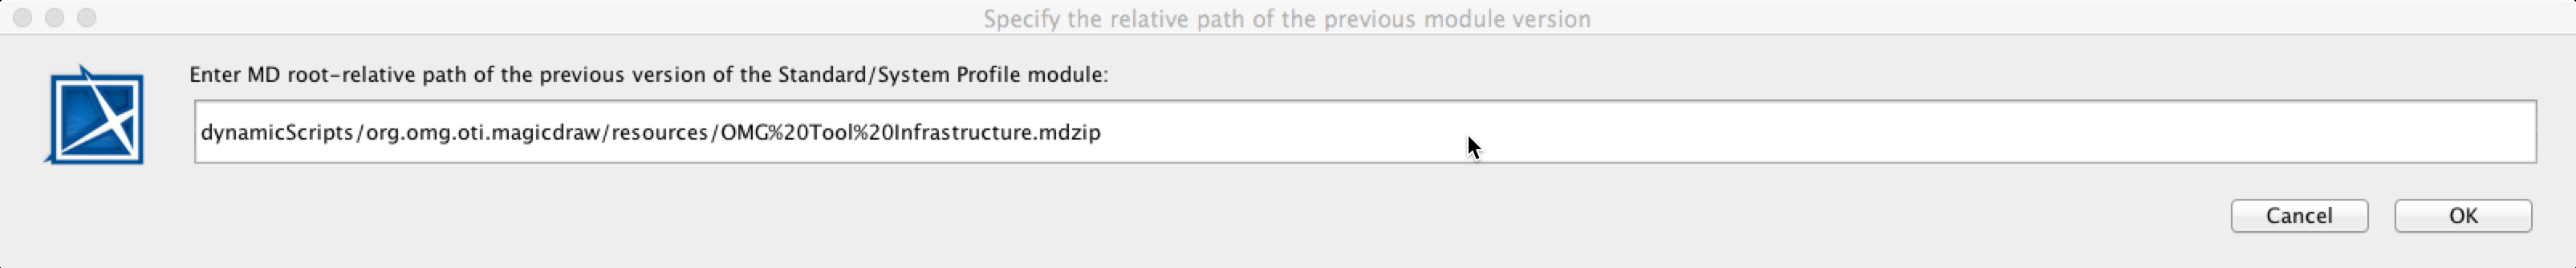 Specify the relative path of the previous module version
Enter MD root-relative path of the previous version of the Standard/System Profile module:
dynamicScripts/org.omg.oti.magicdraw/resources/OMG%20Tool%20Infrastructure.mdzip
Cancel OK